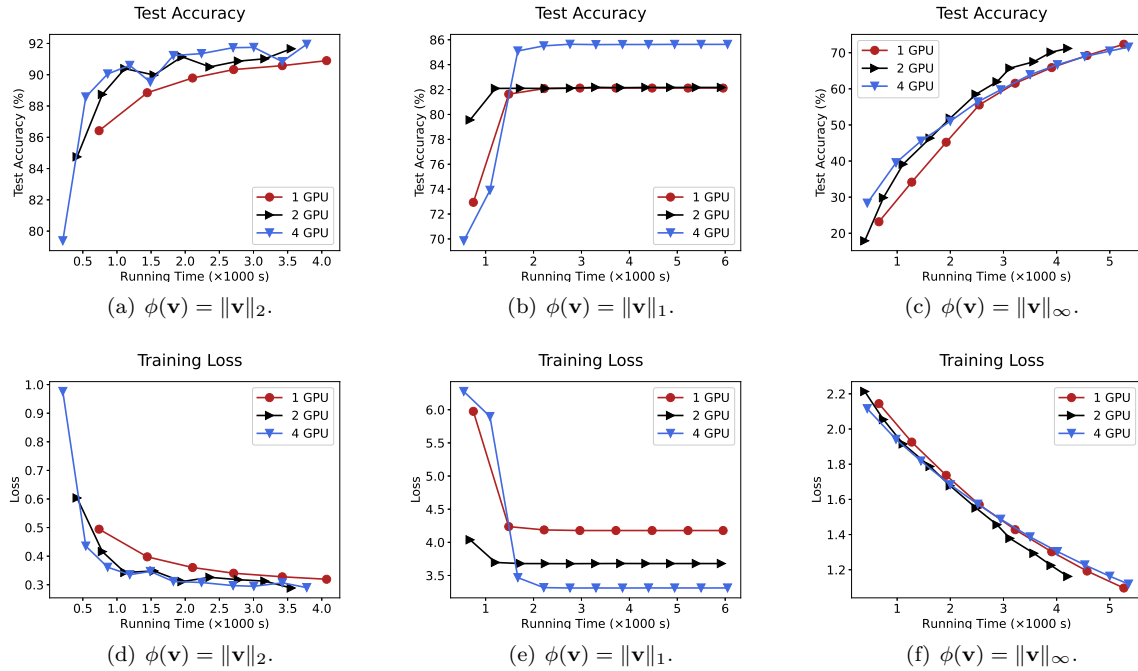 Test Accuracy
Test Accuracy (%)
92
90
88
86
84
82
80
0.5 1.0 1.5 2.0 2.5 3.0 3.5 4.0
Running Time (×1000 s)
1 GPU
2 GPU
4 GPU
(a) ϕ(v) = ‖v‖₂.
Test Accuracy
Test Accuracy (%)
86
84
82
80
78
76
74
72
70
1 2 3 4 5 6
Running Time (×1000 s)
1 GPU
2 GPU
4 GPU
(b) ϕ(v) = ‖v‖₁.
Test Accuracy
Test Accuracy (%)
70
60
50
40
30
20
1 2 3 4 5
Running Time (×1000 s)
1 GPU
2 GPU
4 GPU
(c) ϕ(v) = ‖v‖∞.
Training Loss
Loss
1.0
0.9
0.8
0.7
0.6
0.5
0.4
0.3
0.5 1.0 1.5 2.0 2.5 3.0 3.5 4.0
Running Time (×1000 s)
1 GPU
2 GPU
4 GPU
(d) ϕ(v) = ‖v‖₂.
Training Loss
Loss
6.0
5.5
5.0
4.5
4.0
3.5
1 2 3 4 5 6
Running Time (×1000 s)
1 GPU
2 GPU
4 GPU
(e) ϕ(v) = ‖v‖₁.
Training Loss
Loss
2.2
2.0
1.8
1.6
1.4
1.2
1 2 3 4 5
Running Time (×1000 s)
1 GPU
2 GPU
4 GPU
(f) ϕ(v) = ‖v‖∞.